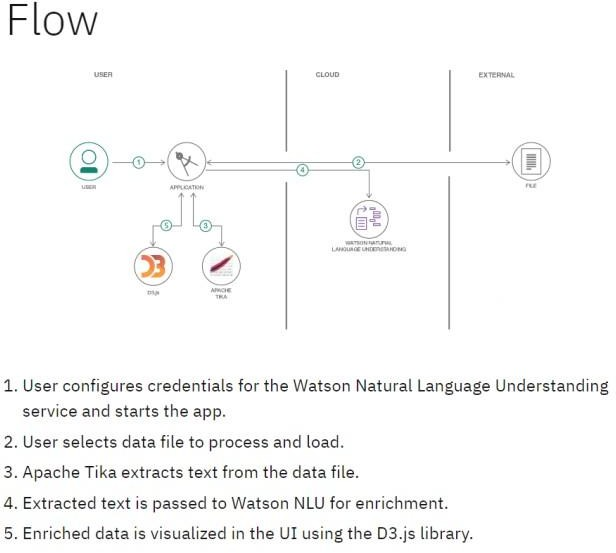 Flow
USER
CLOUD
EXTERNAL
1
2
4
USER
APPLICATION
FILE
5
3
WATSON NATURAL
LANGUAGE UNDERSTANDING
D3.js
APACHE
TIKA
1. User configures credentials for the Watson Natural Language Understanding
service and starts the app.
2. User selects data file to process and load.
3. Apache Tika extracts text from the data file.
4. Extracted text is passed to Watson NLU for enrichment.
5. Enriched data is visualized in the UI using the D3.js library.